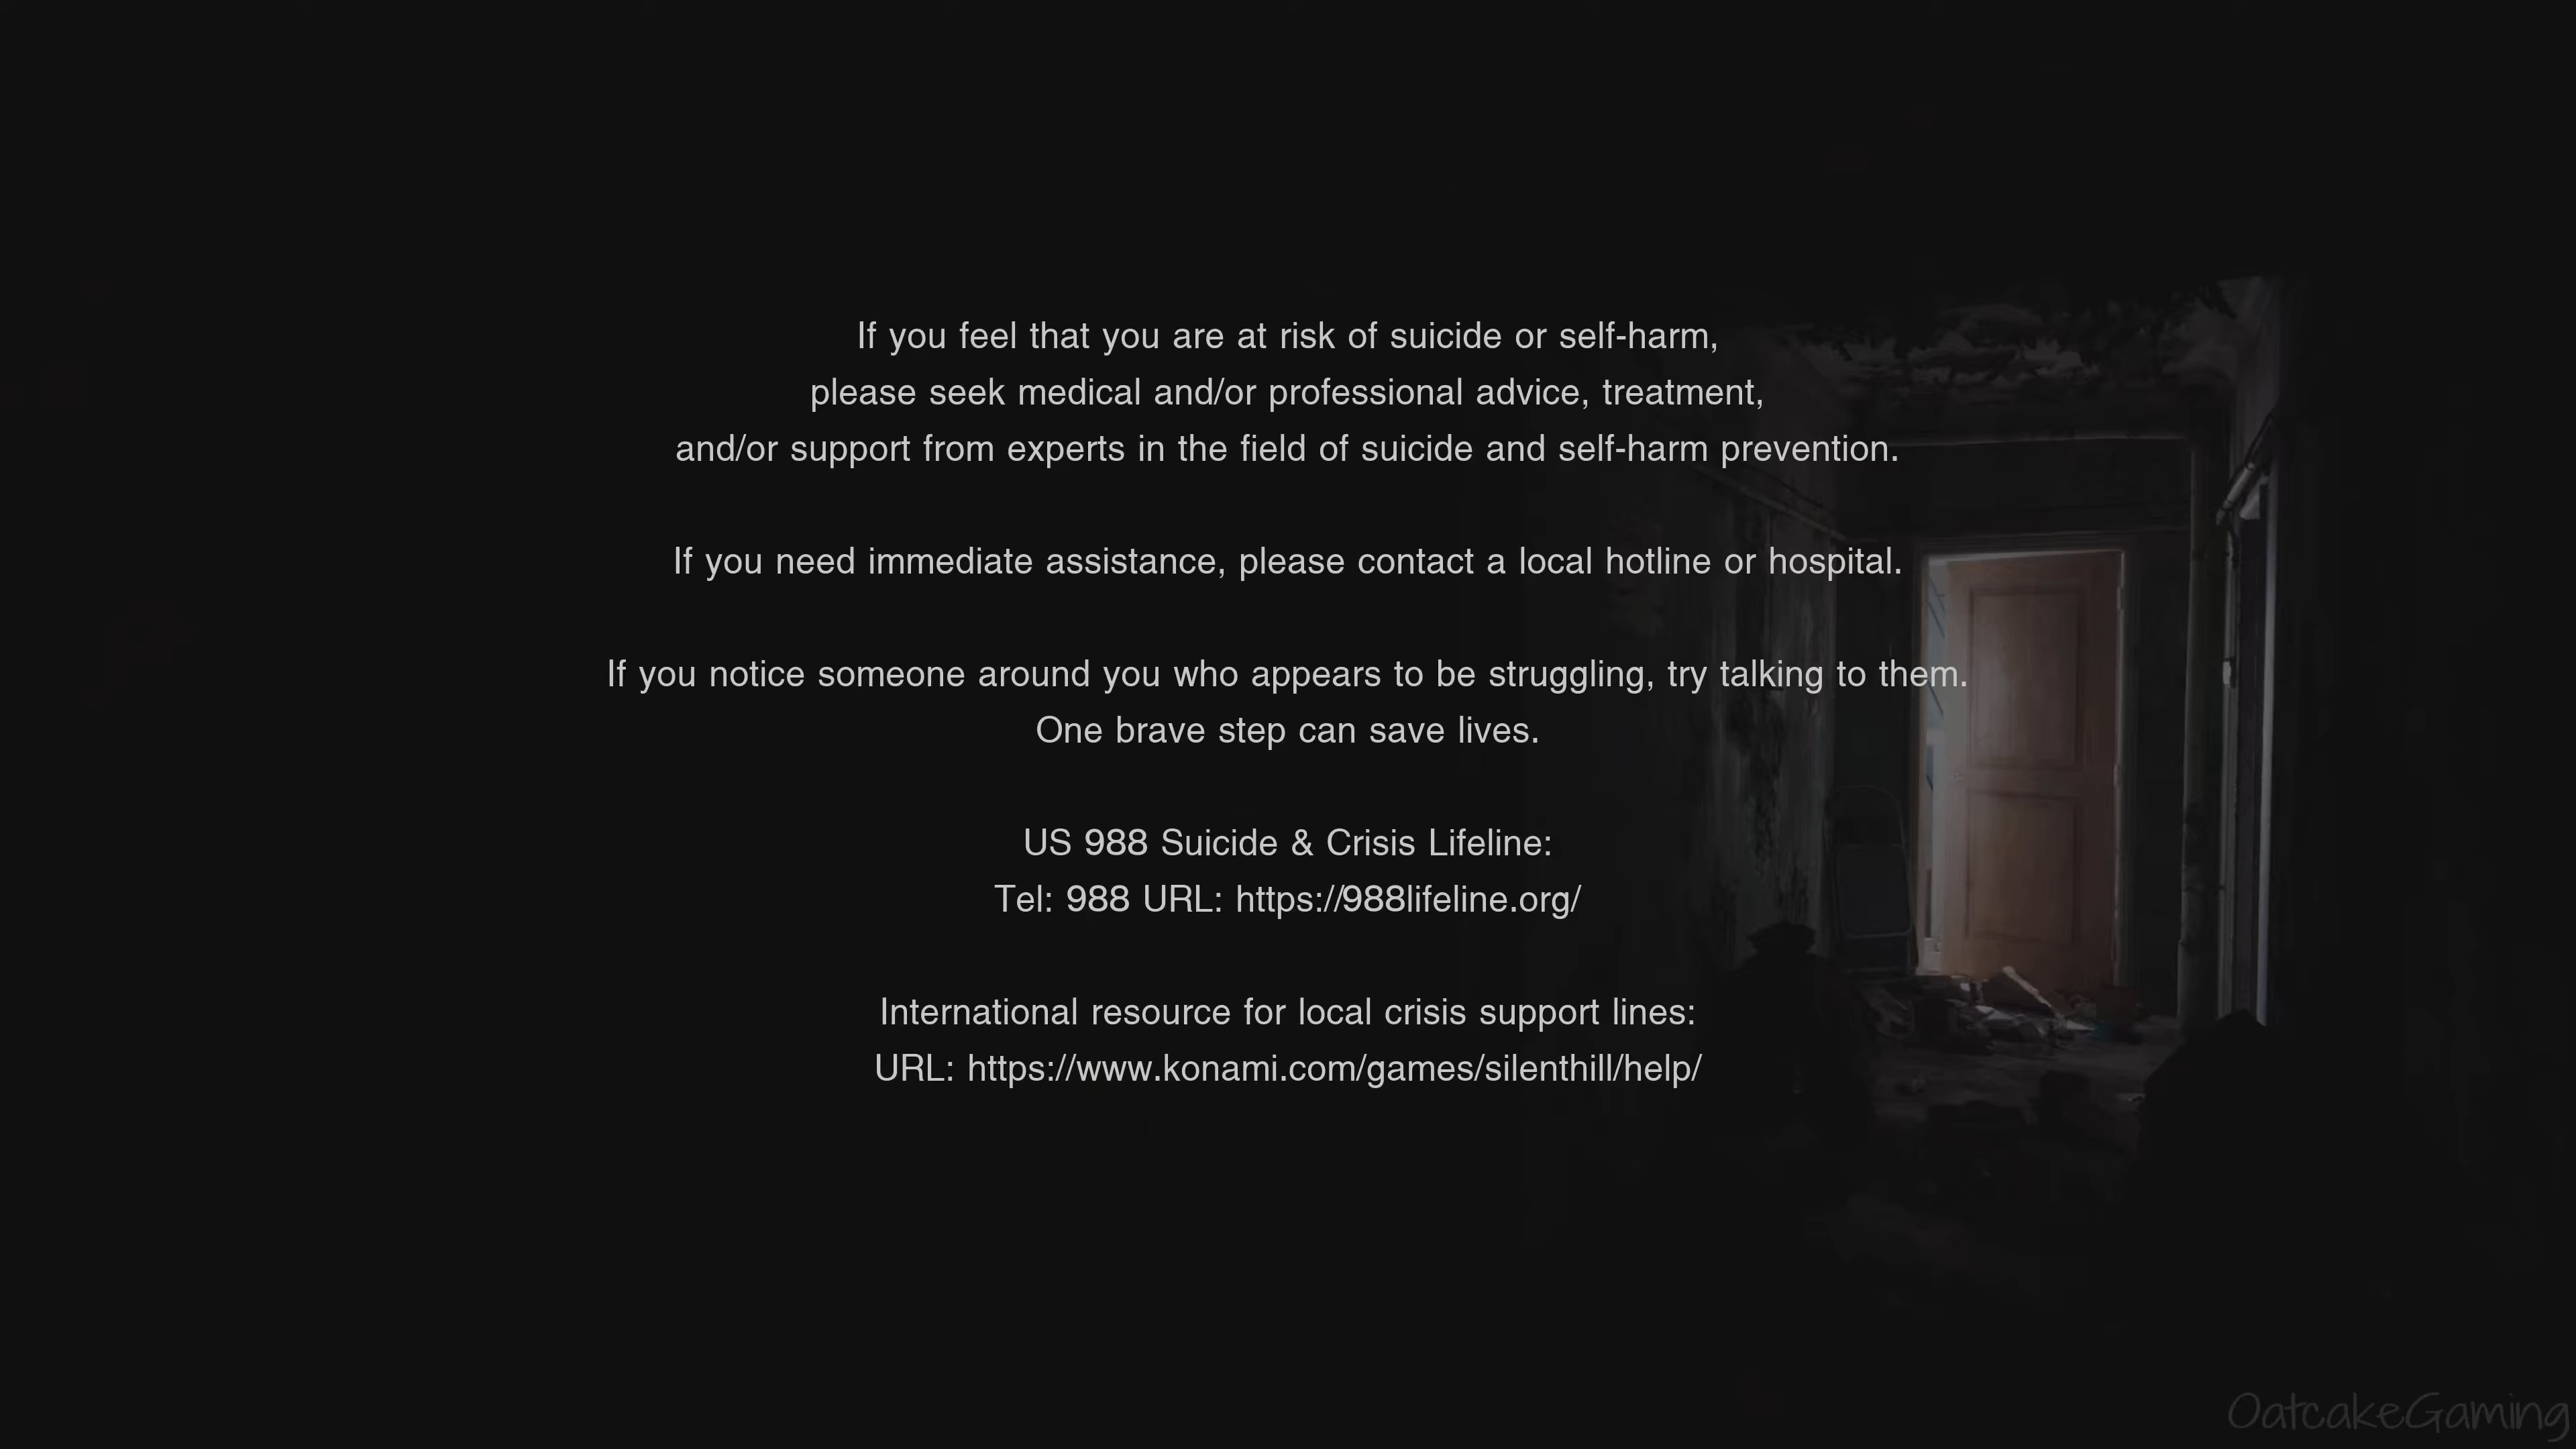 If you feel that you are at risk of suicide or self-harm,
please seek medical and/or professional advice, treatment,
and/or support from experts in the field of suicide and self-harm prevention.
If you need immediate assistance, please contact a local hotline or hospital.
If you notice someone around you who appears to be struggling, try talking to them.
One brave step can save lives.
US 988 Suicide & Crisis Lifeline:
Tel: 988 URL: https://988lifeline.org/
International resource for local crisis support lines:
URL: https://www.konami.com/games/silenthill/help/
OatcakeGaming